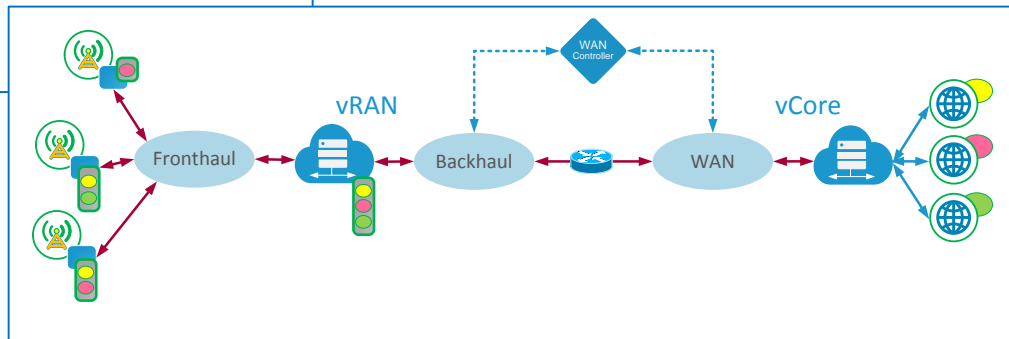 WAN
Controller
vRAN
vCore
Fronthaul
Backhaul
WAN